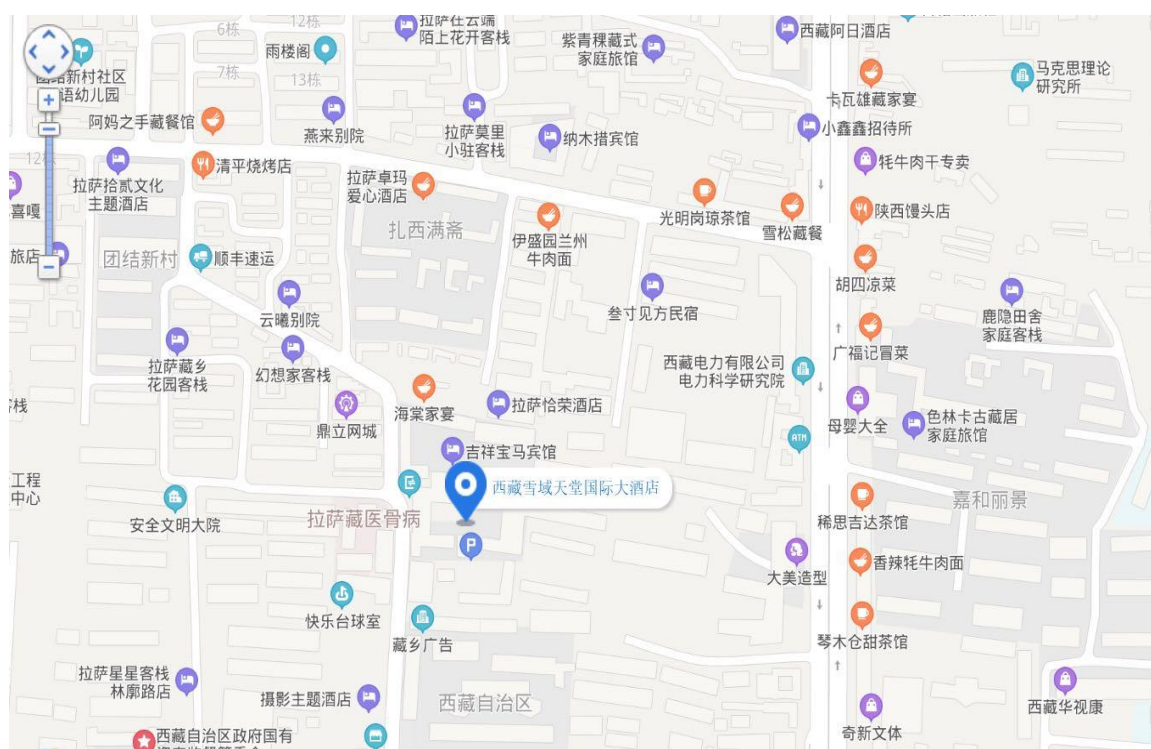 6栋
12栋
拉萨在云端
陌上花开客栈
雨楼阁
紫青稞藏式
家庭旅馆
西藏阿日酒店
团结新村社区
语幼儿园
7栋
13栋
马克思理论
研究所
卡瓦雄藏家宴
阿妈之手藏餐馆
燕来别院
拉萨莫里
小驻客栈
纳木措宾馆
小鑫鑫招待所
12栋
清平烧烤店
牦牛肉干专卖
拉萨拾贰文化
主题酒店
拉萨卓玛
爱心酒店
喜嘎
光明岗琼茶馆
雪松藏餐
陕西馒头店
扎西满斋
伊盛园兰州
牛肉面
旅店
团结新村
顺丰速运
胡四凉菜
云曦别院
叁寸见方民宿
鹿隐田舍
家庭客栈
拉萨藏乡
花园客栈
幻想家客栈
西藏电力有限公司
电力科学研究院
广福记冒菜
客栈
海棠家宴
拉萨恰荣酒店
鼎立网城
母婴大全
色林卡古藏居
家庭旅馆
ATM
吉祥宝马宾馆
工程
中心
西藏雪域天堂国际大酒店
安全文明大院
拉萨藏医骨病
稀思吉达茶馆
嘉和丽景
P
大美造型
香辣牦牛肉面
快乐台球室
藏乡广告
琴木仓甜茶馆
拉萨星星客栈
林廓路店
摄影主题酒店
西藏自治区
西藏华视康
西藏自治区政府国有
奇新文体